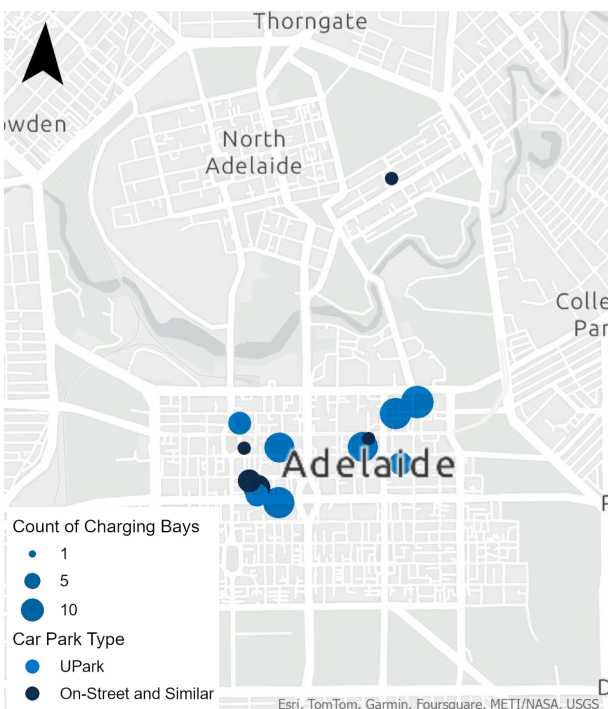 Thorngate
owden
North
Adelaide
Colle
Par
Adelaide
F
Count of Charging Bays
1
5
10
Car Park Type
UPark
On-Street and Similar
D
Esri, TomTom, Garmin, Foursquare, METI/NASA, USGS